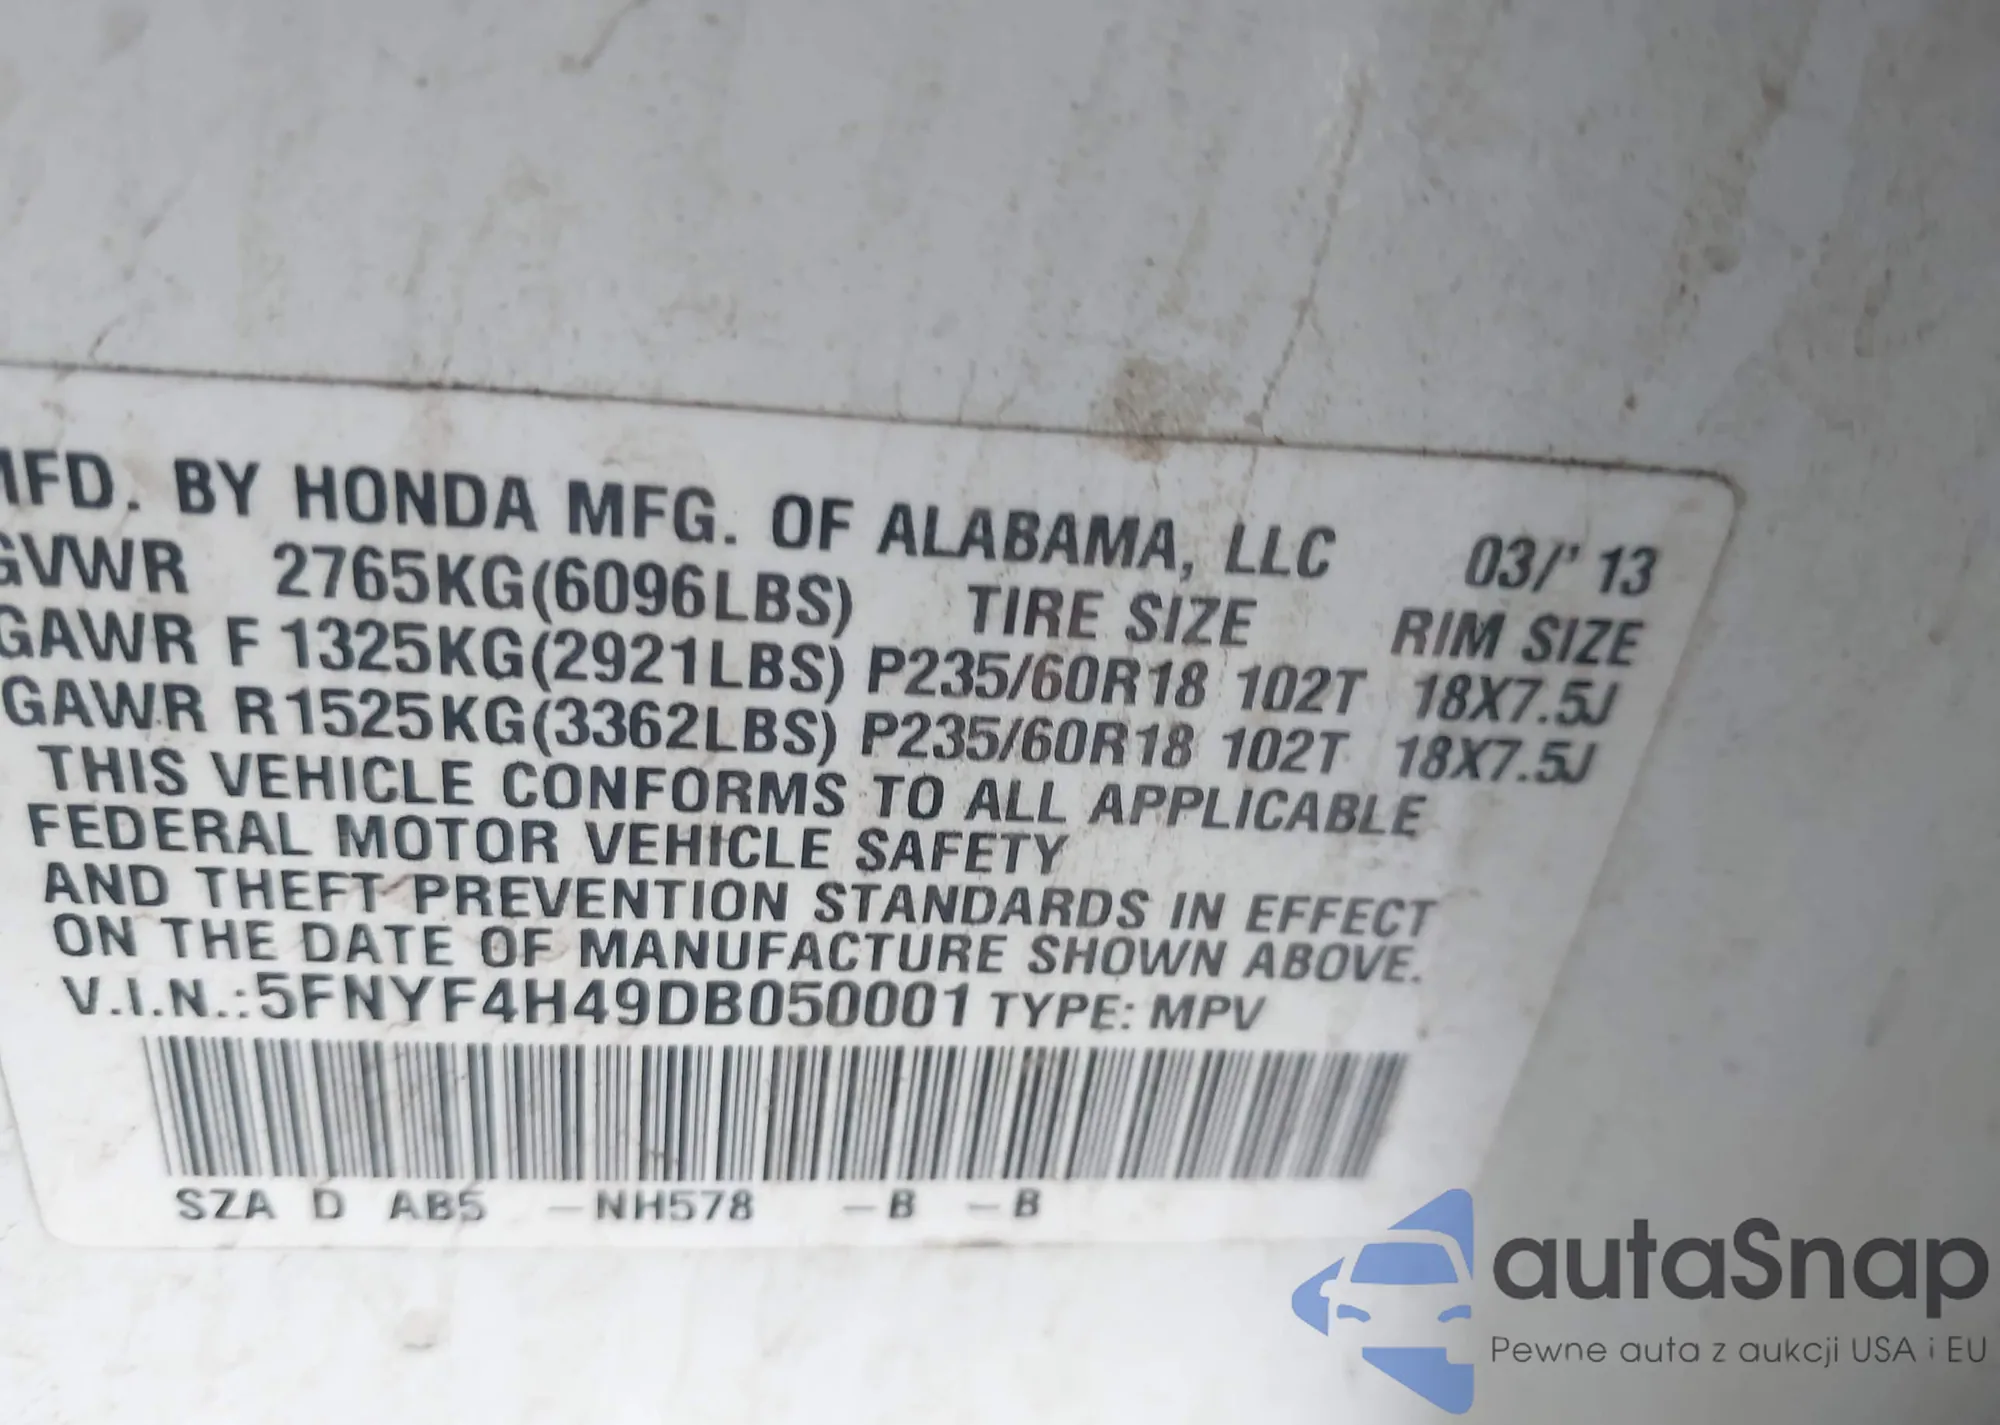 MFD. BY HONDA MFG. OF ALABAMA, LLC 03/' 13
GVWR 2765KG(6096LBS) TIRE SIZE RIM SIZE
GAWR F 1325KG(2921LBS) P235/60R18 102T 18X7.5J
GAWR R1525KG(3362LBS) P235/60R18 102T 18X7.5J
THIS VEHICLE CONFORMS TO ALL APPLICABLE
FEDERAL MOTOR VEHICLE SAFETY
AND THEFT PREVENTION STANDARDS IN EFFECT
ON THE DATE OF MANUFACTURE SHOWN ABOVE.
V.I.N.:5FNYF4H49DB050001 TYPE: MPV
SZA D AB5 -NH578 -B -B
autaSnap
Pewne auta z aukcji USA i EU